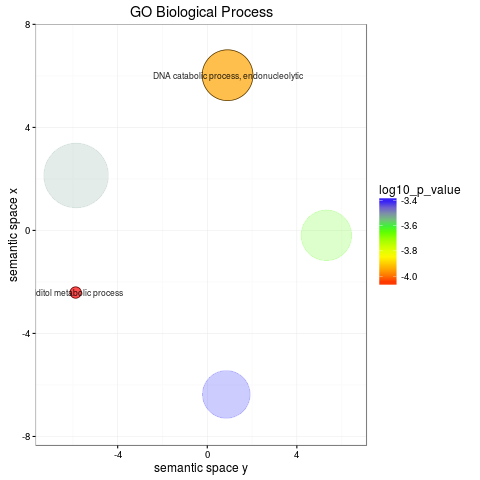 GO Biological Process
8
4
0
-4
-8
DNA catabolic process, endonucleolytic
ditol metabolic process
-4
0
4
semantic space y
semantic space x
log10_p_value
-3.4
-3.6
-3.8
-4.0